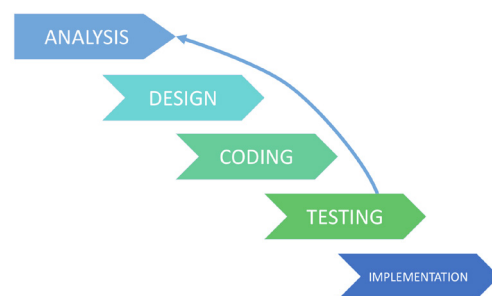 ANALYSIS
DESIGN
CODING
TESTING
IMPLEMENTATION